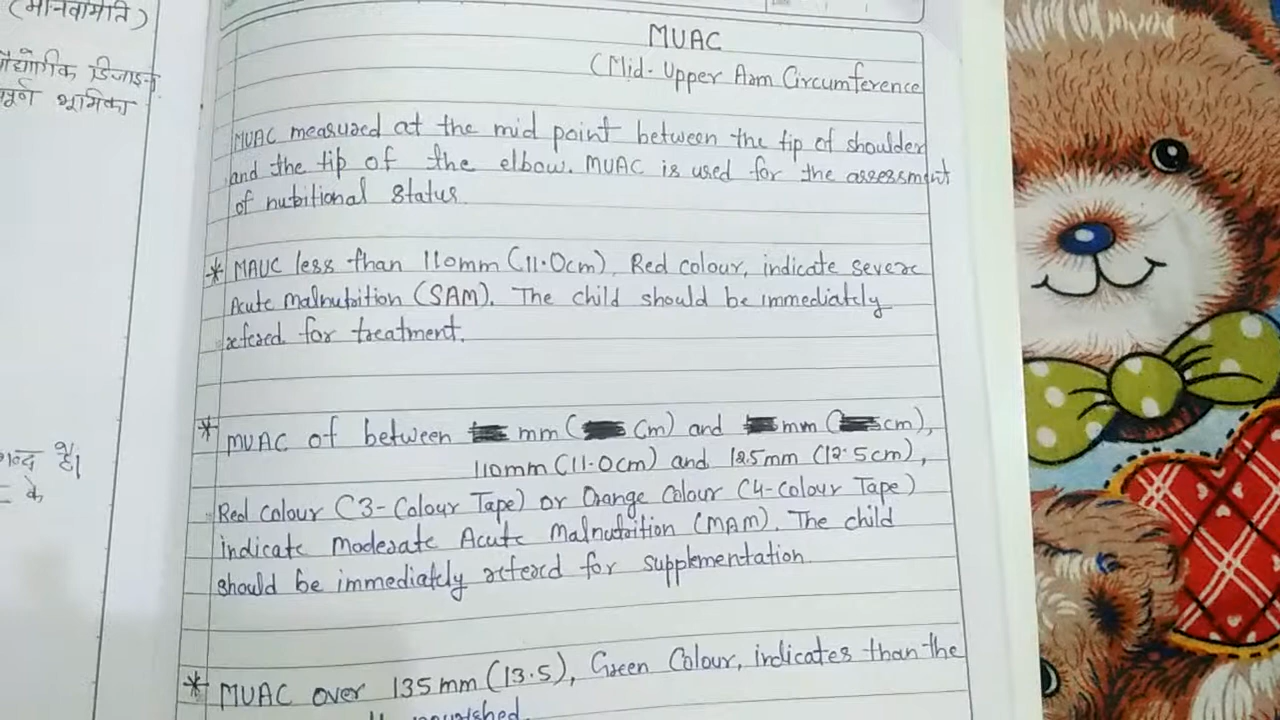 (मानवमिति)
डिजाइन
भूमिका
है।
के
MUAC
(Mid-Upper Arm Circumference
MUAC measured at the mid point between the tip of shoulder
and the tip of the elbow. MUAC is used for the assessment
of nutritional status.
* MAUC less than 110mm (11.0cm), Red colour, indicate severe
Acute Malnutrition (SAM). The child should be immediately
refered for treatment.
* MUAC of between mm ( cm) and mm ( cm),
110mm (11.0cm) and 12.5mm (12.5cm),
Red colour (3-Colour Tape) or Orange colour (4-Colour Tape)
indicate Moderate Acute Malnutrition (MAM). The child
should be immediately refered for supplementation.
* MUAC over 135mm (13.5), Green Colour, indicates than the
nourished.